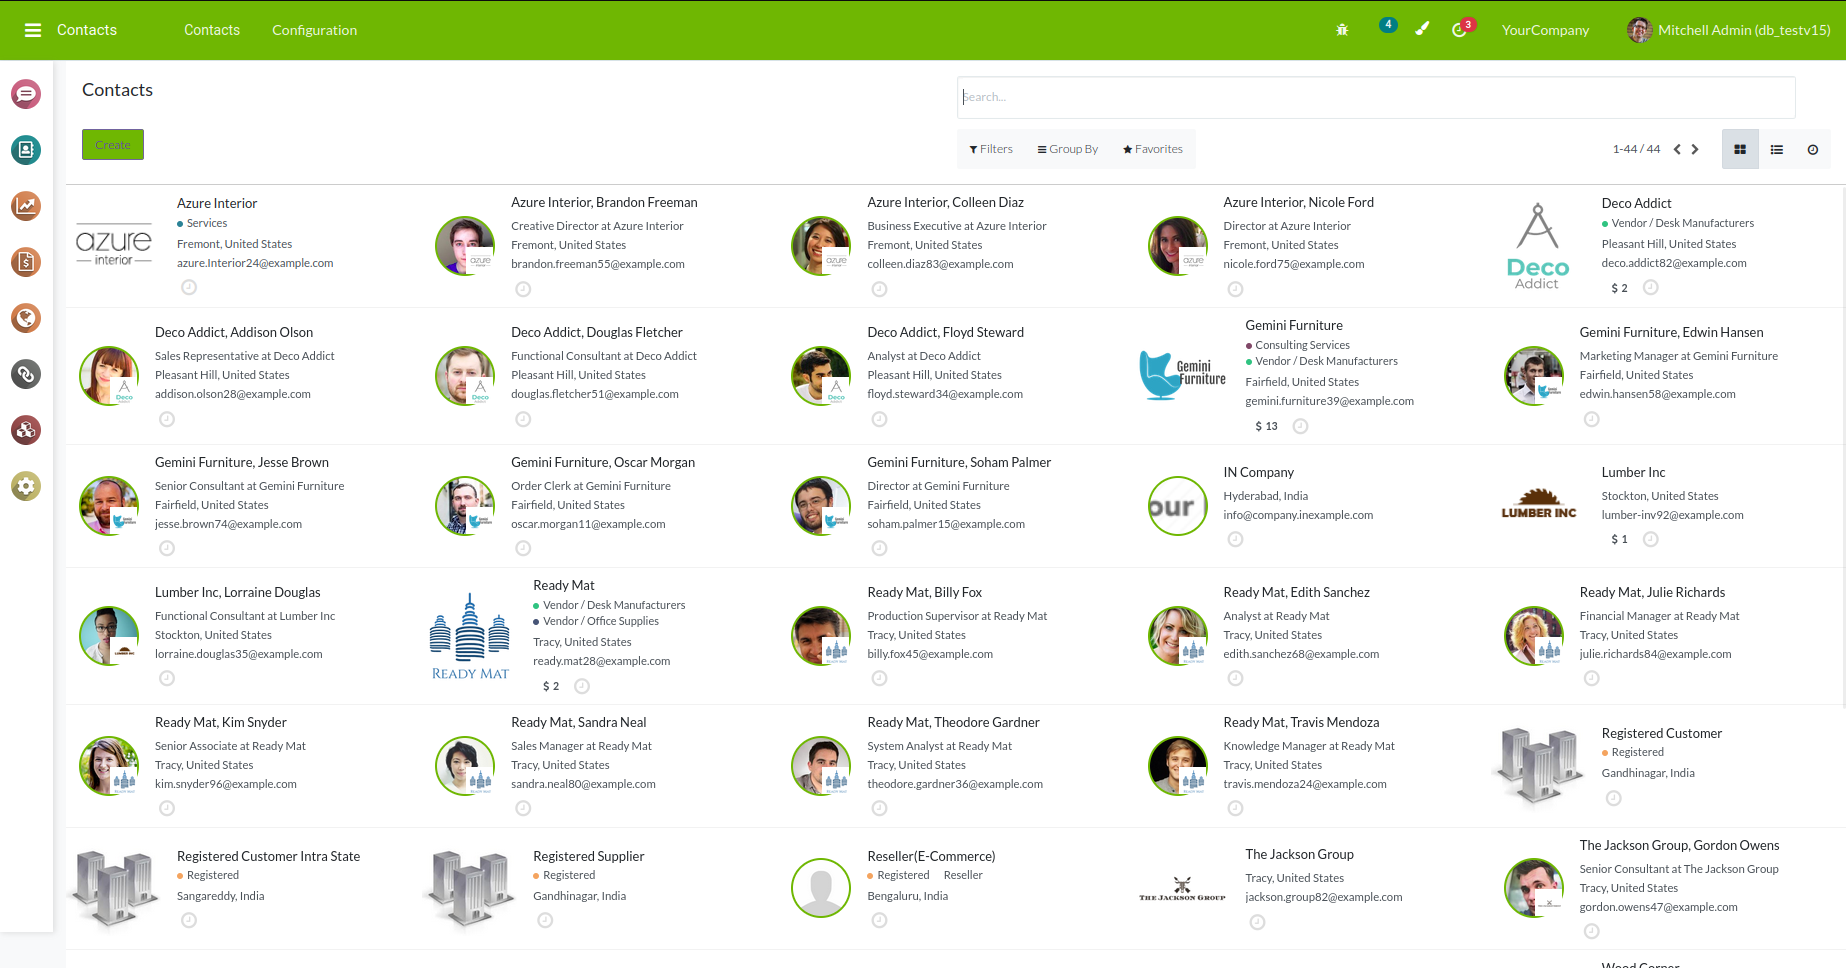 Contacts
Contacts
Configuration
4
3
YourCompany
Mitchell Admin (db_testv15)
Contacts
Search...
Create
Filters
Group By
Favorites
1-44 / 44
azure
interior
Azure Interior
Services
Fremont, United States
azure.Interior24@example.com
Azure Interior, Brandon Freeman
Creative Director at Azure Interior
Fremont, United States
brandon.freeman55@example.com
Azure Interior, Colleen Diaz
Business Executive at Azure Interior
Fremont, United States
colleen.diaz83@example.com
Azure Interior, Nicole Ford
Director at Azure Interior
Fremont, United States
nicole.ford75@example.com
Deco
Addict
Deco Addict
Vendor / Desk Manufacturers
Pleasant Hill, United States
deco.addict82@example.com
$ 2
Deco Addict, Addison Olson
Sales Representative at Deco Addict
Pleasant Hill, United States
addison.olson28@example.com
Deco Addict, Douglas Fletcher
Functional Consultant at Deco Addict
Pleasant Hill, United States
douglas.fletcher51@example.com
Deco Addict, Floyd Steward
Analyst at Deco Addict
Pleasant Hill, United States
floyd.steward34@example.com
Gemini
Furniture
Gemini Furniture
Consulting Services
Vendor / Desk Manufacturers
Fairfield, United States
gemini.furniture39@example.com
$ 13
Gemini Furniture, Edwin Hansen
Marketing Manager at Gemini Furniture
Fairfield, United States
edwin.hansen58@example.com
Gemini Furniture, Jesse Brown
Senior Consultant at Gemini Furniture
Fairfield, United States
jesse.brown74@example.com
Gemini Furniture, Oscar Morgan
Order Clerk at Gemini Furniture
Fairfield, United States
oscar.morgan11@example.com
Gemini Furniture, Soham Palmer
Director at Gemini Furniture
Fairfield, United States
soham.palmer15@example.com
our
IN Company
Hyderabad, India
info@company.inexample.com
LUMBER INC
Lumber Inc
Stockton, United States
lumber-inv92@example.com
$ 1
Lumber Inc, Lorraine Douglas
Functional Consultant at Lumber Inc
Stockton, United States
lorraine.douglas35@example.com
READY MAT
Ready Mat
Vendor / Desk Manufacturers
Vendor / Office Supplies
Tracy, United States
ready.mat28@example.com
$ 2
Ready Mat, Billy Fox
Production Supervisor at Ready Mat
Tracy, United States
billy.fox45@example.com
Ready Mat, Edith Sanchez
Analyst at Ready Mat
Tracy, United States
edith.sanchez68@example.com
Ready Mat, Julie Richards
Financial Manager at Ready Mat
Tracy, United States
julie.richards84@example.com
Ready Mat, Kim Snyder
Senior Associate at Ready Mat
Tracy, United States
kim.snyder96@example.com
Ready Mat, Sandra Neal
Sales Manager at Ready Mat
Tracy, United States
sandra.neal80@example.com
Ready Mat, Theodore Gardner
System Analyst at Ready Mat
Tracy, United States
theodore.gardner36@example.com
Ready Mat, Travis Mendoza
Knowledge Manager at Ready Mat
Tracy, United States
travis.mendoza24@example.com
Registered Customer
Registered
Gandhinagar, India
Registered Customer Intra State
Registered
Sangareddy, India
Registered Supplier
Registered
Gandhinagar, India
Reseller(E-Commerce)
Registered Reseller
Bengaluru, India
THE JACKSON GROUP
The Jackson Group
Tracy, United States
jackson.group82@example.com
The Jackson Group, Gordon Owens
Senior Consultant at The Jackson Group
Tracy, United States
gordon.owens47@example.com
Wood Corner